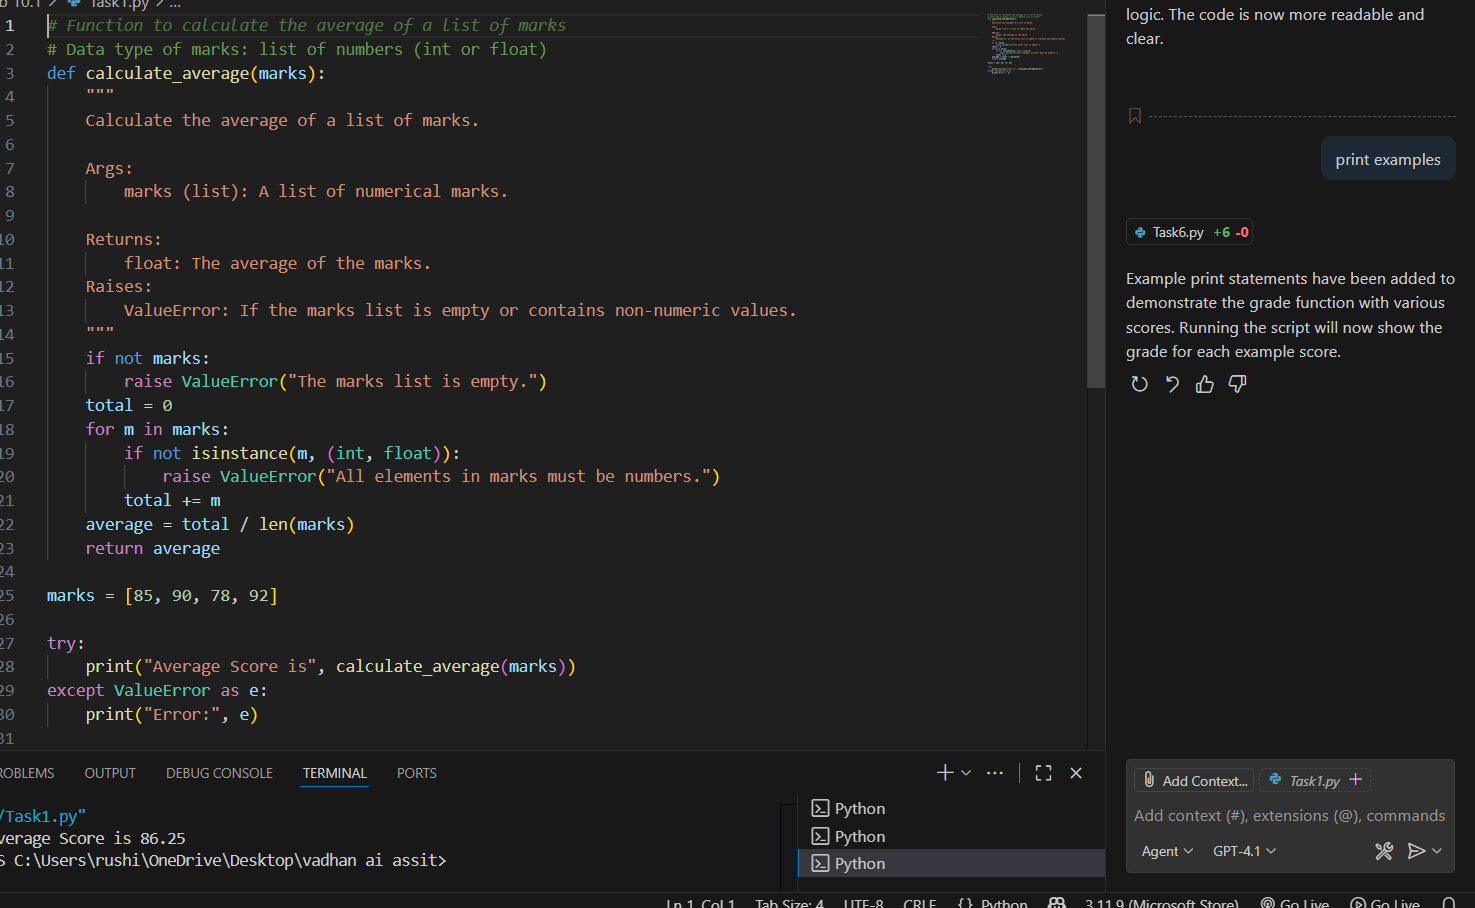 b 10.1 > Task1.py > ...
1 # Function to calculate the average of a list of marks
2 # Data type of marks: list of numbers (int or float)
3 def calculate_average(marks):
4 """
5 Calculate the average of a list of marks.
6
7 Args:
8 marks (list): A list of numerical marks.
9
10 Returns:
11 float: The average of the marks.
12 Raises:
13 ValueError: If the marks list is empty or contains non-numeric values.
14 """
15 if not marks:
16 raise ValueError("The marks list is empty.")
17 total = 0
18 for m in marks:
19 if not isinstance(m, (int, float)):
20 raise ValueError("All elements in marks must be numbers.")
21 total += m
22 average = total / len(marks)
23 return average
24
25 marks = [85, 90, 78, 92]
26
27 try:
28 print("Average Score is", calculate_average(marks))
29 except ValueError as e:
30 print("Error:", e)
31
ROBLEMS OUTPUT DEBUG CONSOLE TERMINAL PORTS
/Task1.py"
verage Score is 86.25
S C:\Users\rushi\OneDrive\Desktop\vadhan ai assit>
Python
Python
Python
logic. The code is now more readable and
clear.
print examples
Task6.py +6 -0
Example print statements have been added to
demonstrate the grade function with various
scores. Running the script will now show the
grade for each example score.
Add Context... Task1.py +
Add context (#), extensions (@), commands
Agent GPT-4.1
Ln 1, Col 1 Tab Size: 4 UTF-8 CRLF {} Python 3.11.9 (Microsoft Store) Go Live Go Live